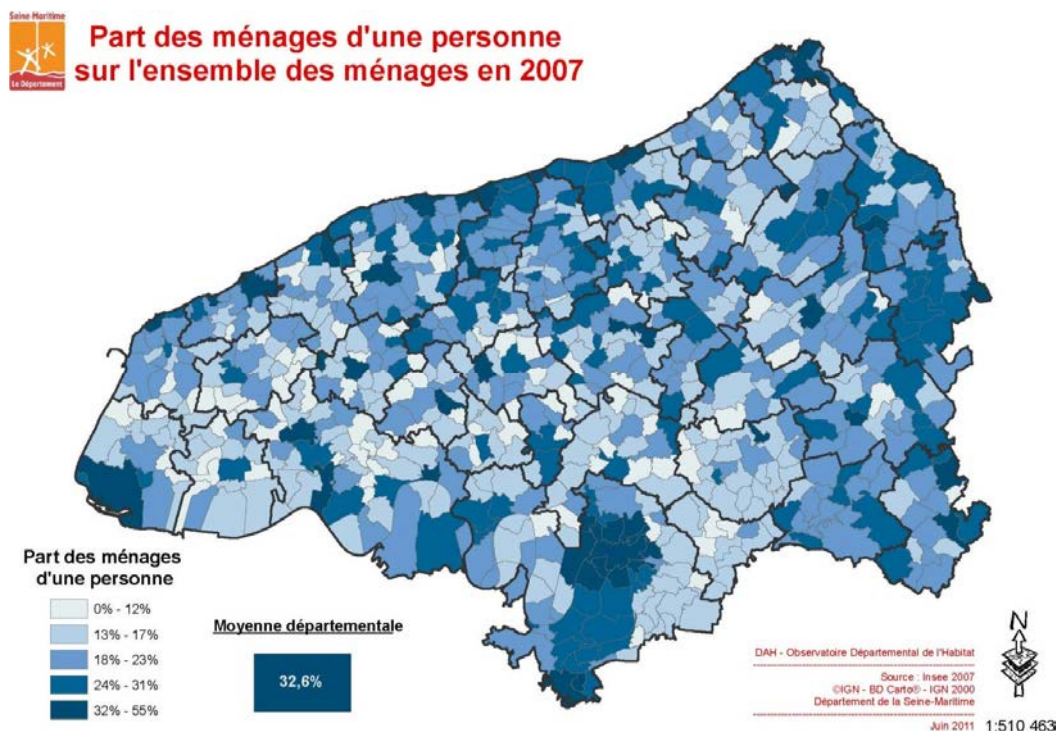 Seine-Maritime
Le Département
Part des ménages d'une personne
sur l'ensemble des ménages en 2007
Part des ménages
d'une personne
0% - 12%
13% - 17%
18% - 23%
24% - 31%
32% - 55%
Moyenne départementale
32,6%
N
DAH - Observatoire Départemental de l'Habitat
Source : Insee 2007
©IGN - BD Carto® - IGN 2000
Département de la Seine-Maritime
Juin 2011
1:510 463